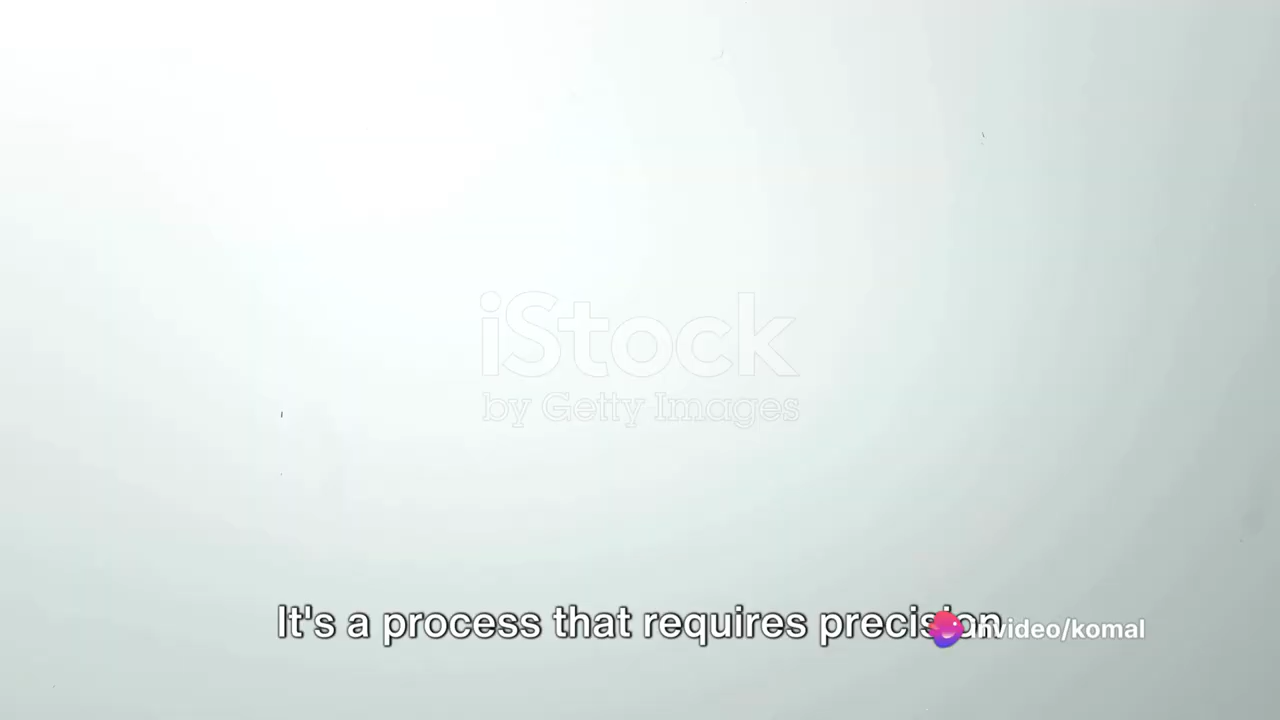 iStock
by Getty Images
It's a process that requires precision
invideo/komal